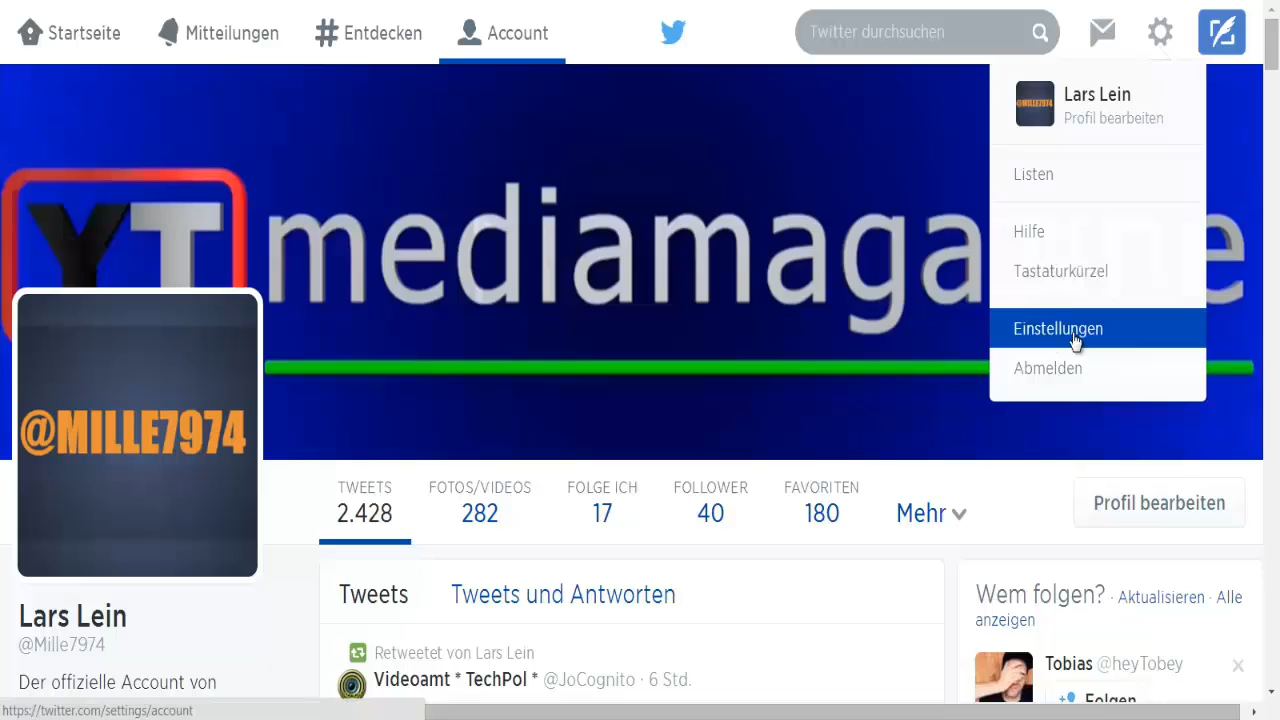 Startseite
Mitteilungen
Entdecken
Account
Twitter durchsuchen
Lars Lein
Profil bearbeiten
Listen
Hilfe
Tastaturkürzel
Einstellungen
Abmelden
YT mediamaga
e
@MILLE7974
@MILLE7974
TWEETS
2.428
FOTOS/VIDEOS
282
FOLGE ICH
17
FOLLOWER
40
FAVORITEN
180
Mehr
Profil bearbeiten
Lars Lein
@Mille7974
Der offizielle Account von
Tweets
Tweets und Antworten
Retweetet von Lars Lein
Videoamt * TechPol * @JoCognito · 6 Std.
Wem folgen? · Aktualisieren · Alle
anzeigen
Tobias @heyTobey
Folgen
https://twitter.com/settings/account